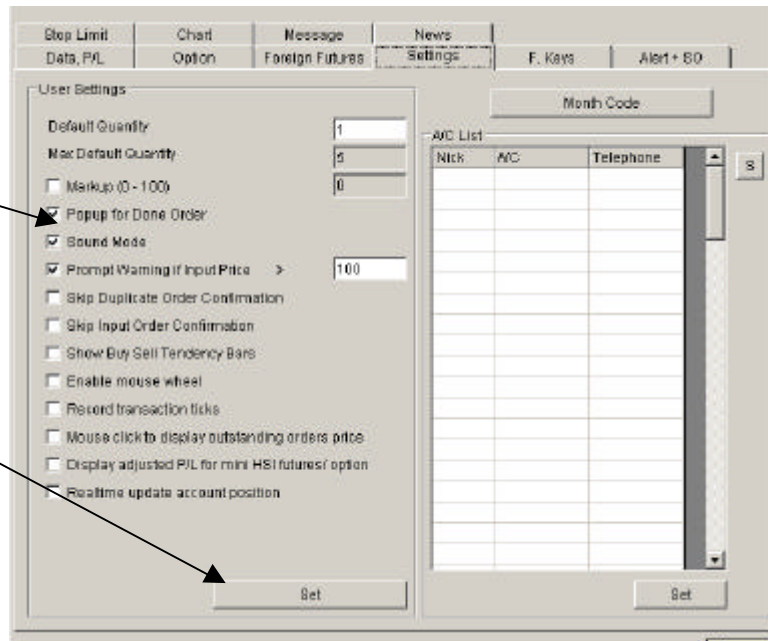 Stop Limit Chart Message News
Data, P/L Option Foreign Futures Settings F. Keys Alert + SO
User Settings
Default Quantity 1
Max Default Quantity 5
Markup (0 - 100) 0
Popup for Done Order
Sound Mode
Prompt Warning if Input Price > 100
Skip Duplicate Order Confirmation
Skip Input Order Confirmation
Show Buy Sell Tendency Bars
Enable mouse wheel
Record transaction ticks
Mouse click to display outstanding orders price
Display adjusted P/L for mini HSI futures/ option
Realtime update account position
Set
Month Code
A/C List
Nick A/C Telephone
S
Set